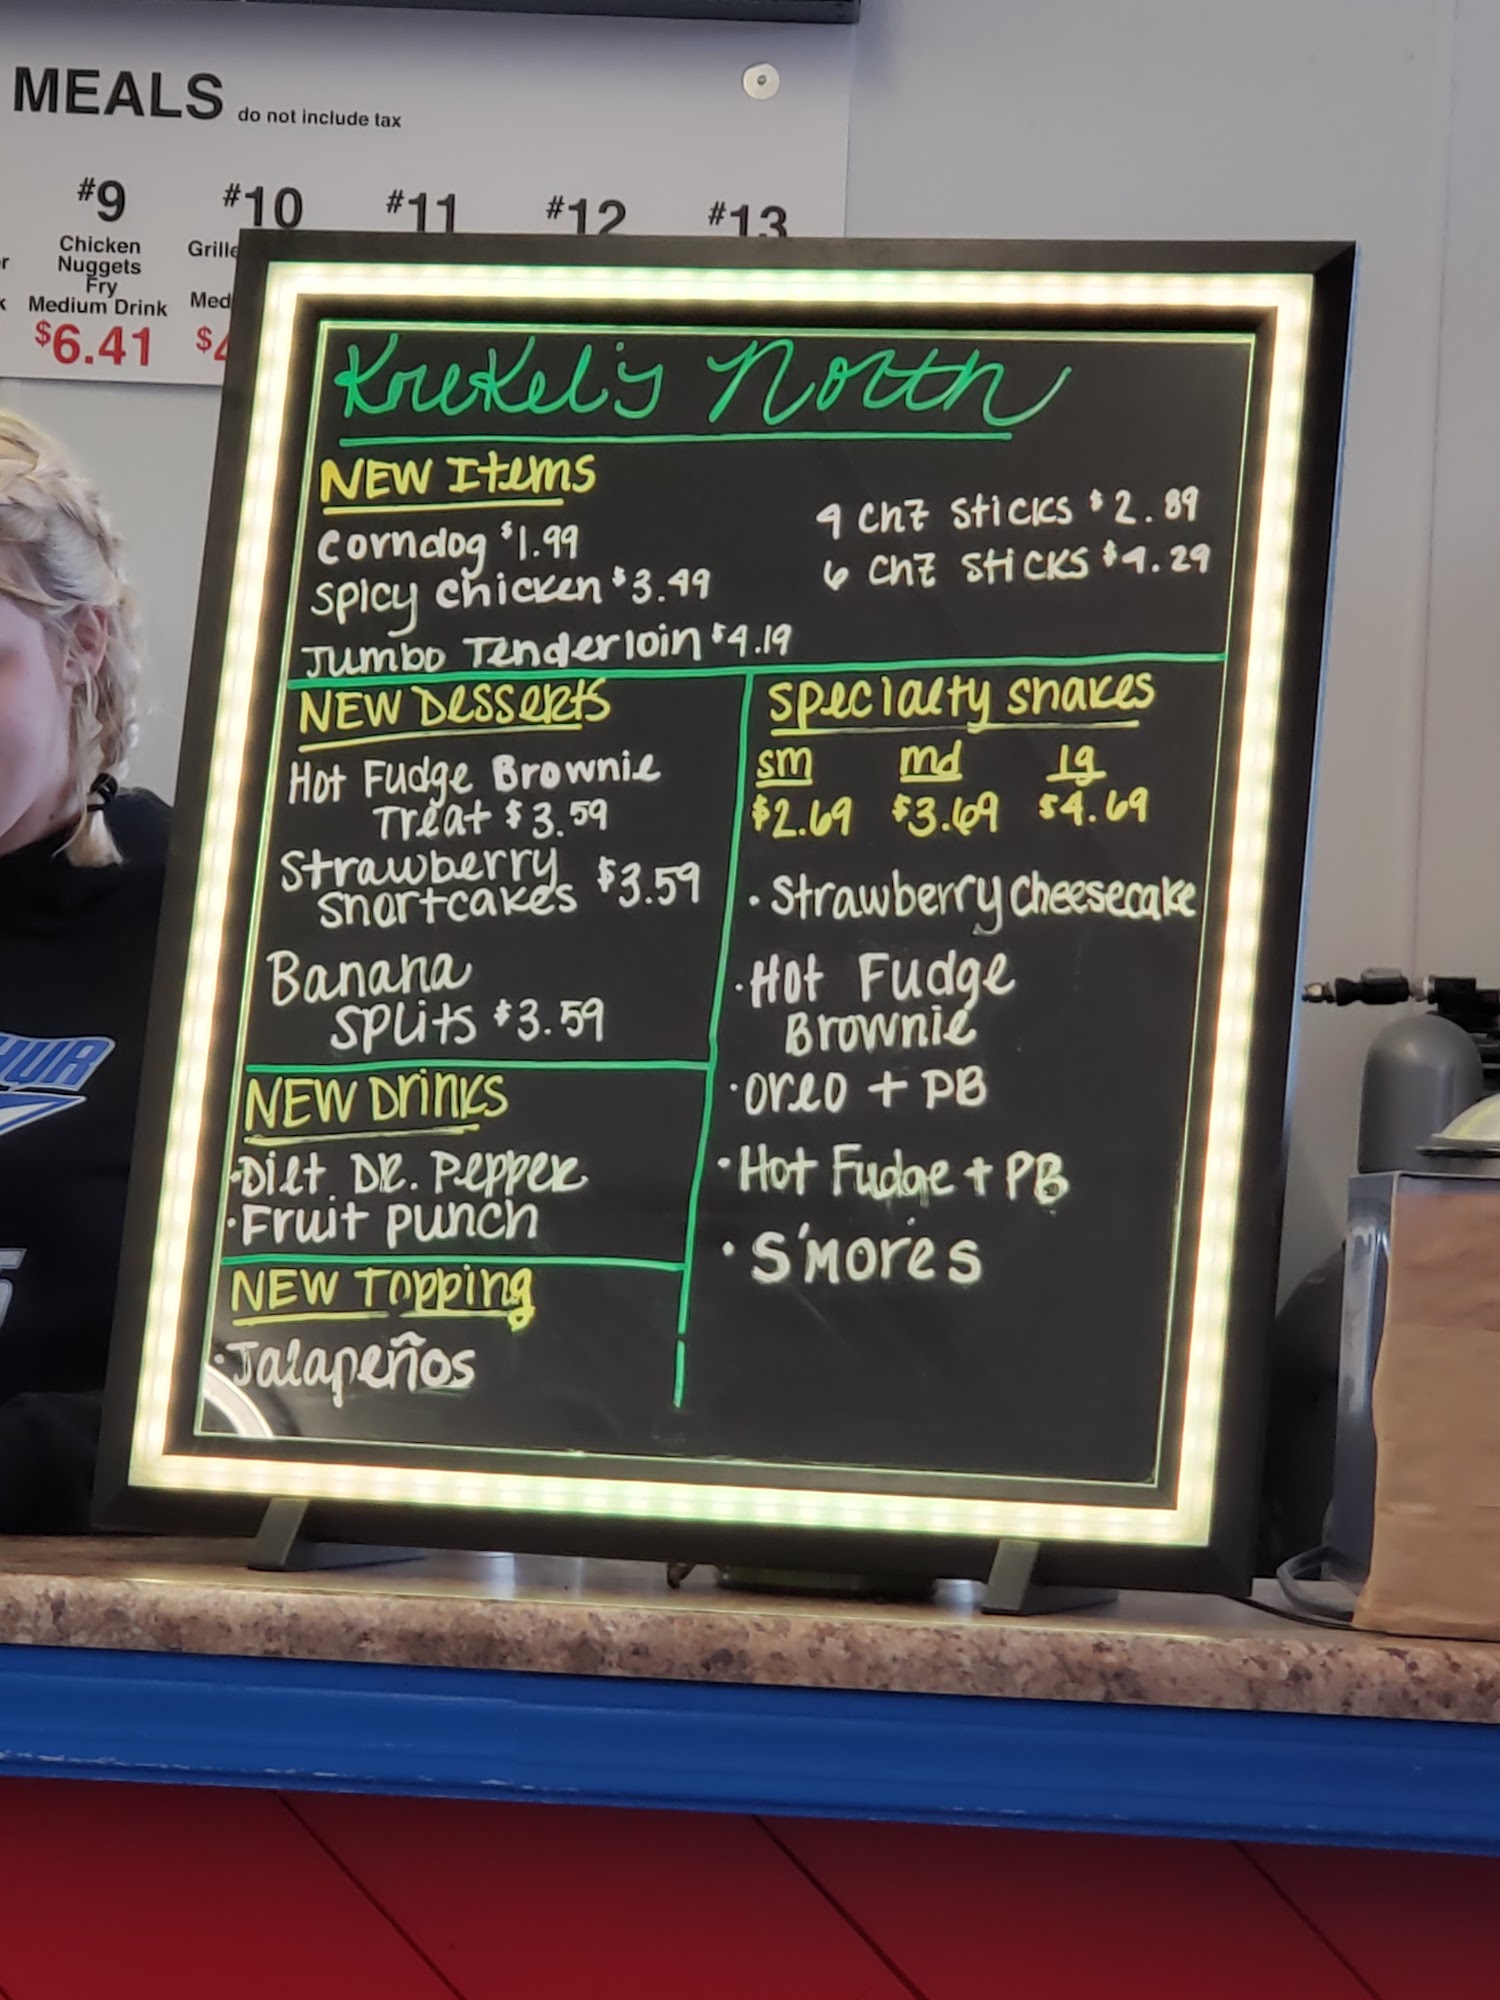 MEALS do not include tax
#9 #10 #11 #12 #13
Chicken
Nuggets
Fry
Medium Drink
$6.41
Grille
Med
Krekel's North
NEW Items
Corndog $1.99
Spicy Chicken $3.49
Jumbo Tenderloin $4.19
4 CHZ STICKS $2.89
6 CHZ STICKS $4.29
NEW Desserts
Hot Fudge Brownie
Treat $3.59
Strawberry
Shortcakes $3.59
Banana
Splits $3.59
NEW Drinks
• Diet DR. Pepper
• Fruit punch
NEW Topping
• Jalapeños
Specialty Shakes
sm md lg
$2.69 $3.69 $4.69
• Strawberry Cheesecake
• Hot Fudge
Brownie
• oreo + PB
• Hot Fudge + PB
• S'mores